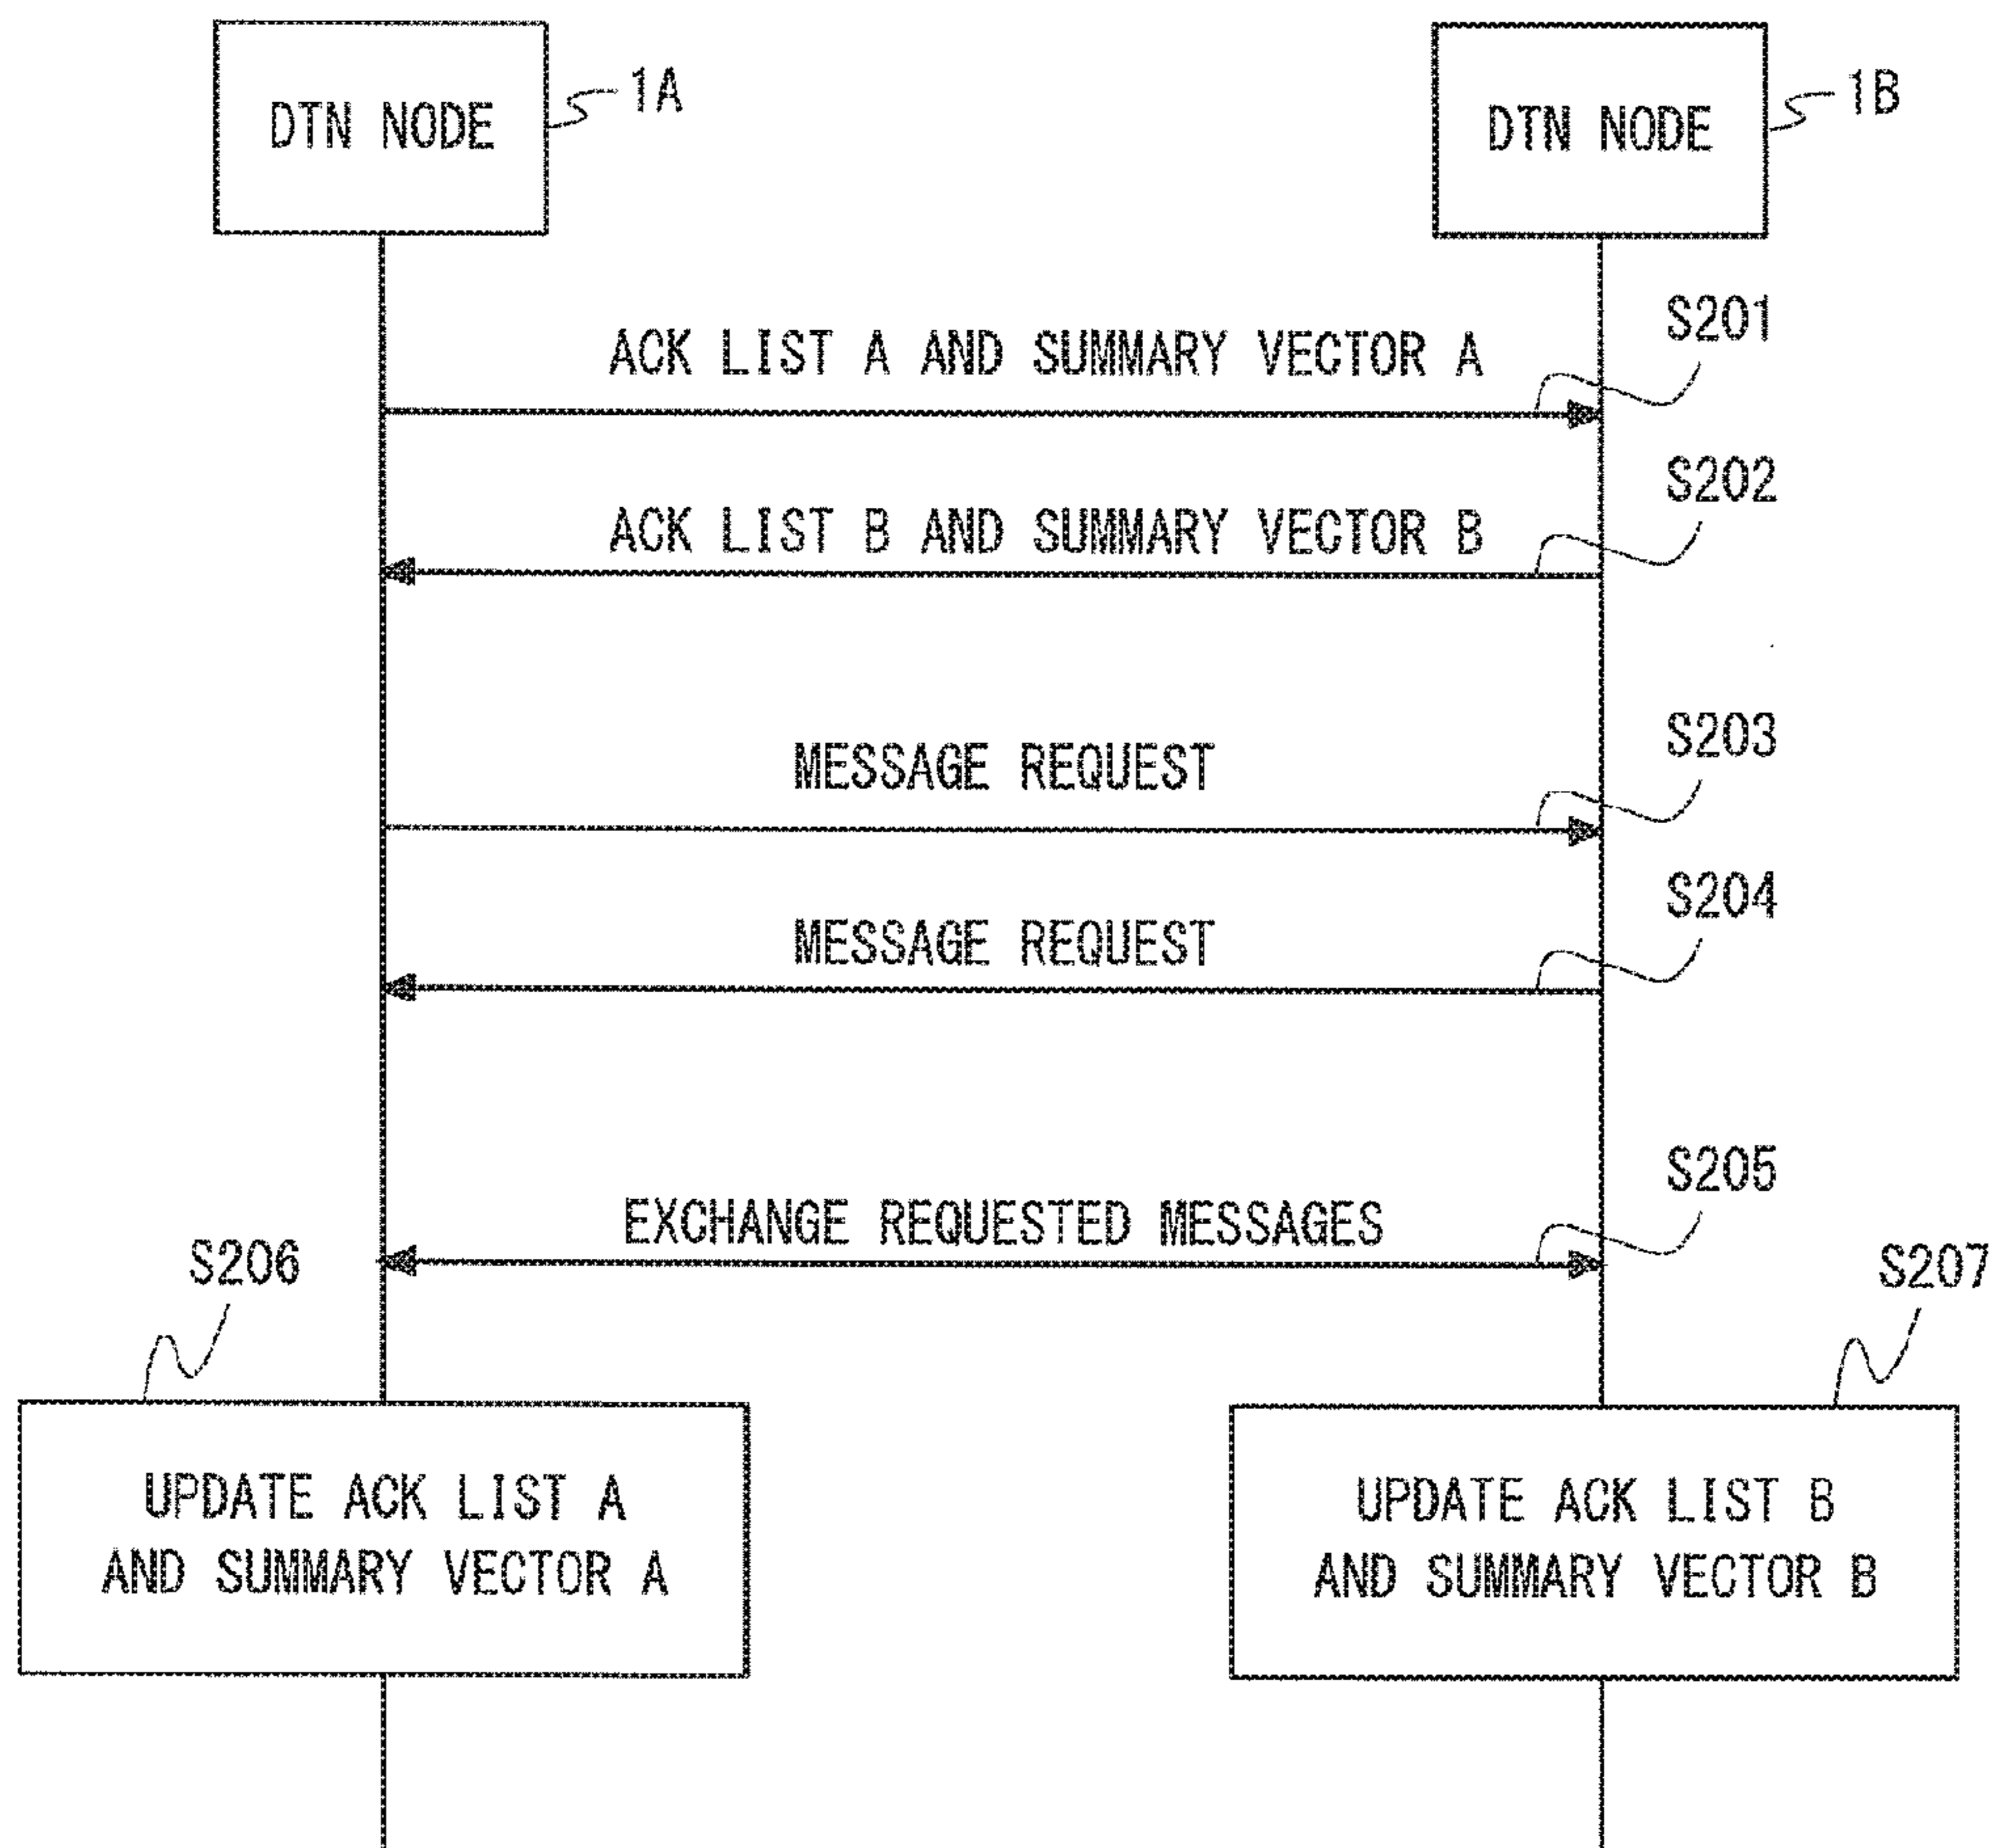 DTN NODE
1A
DTN NODE
1B
S201
ACK LIST A AND SUMMARY VECTOR A
S202
ACK LIST B AND SUMMARY VECTOR B
S203
MESSAGE REQUEST
S204
MESSAGE REQUEST
S205
EXCHANGE REQUESTED MESSAGES
S206
S207
UPDATE ACK LIST A
AND SUMMARY VECTOR A
UPDATE ACK LIST B
AND SUMMARY VECTOR B